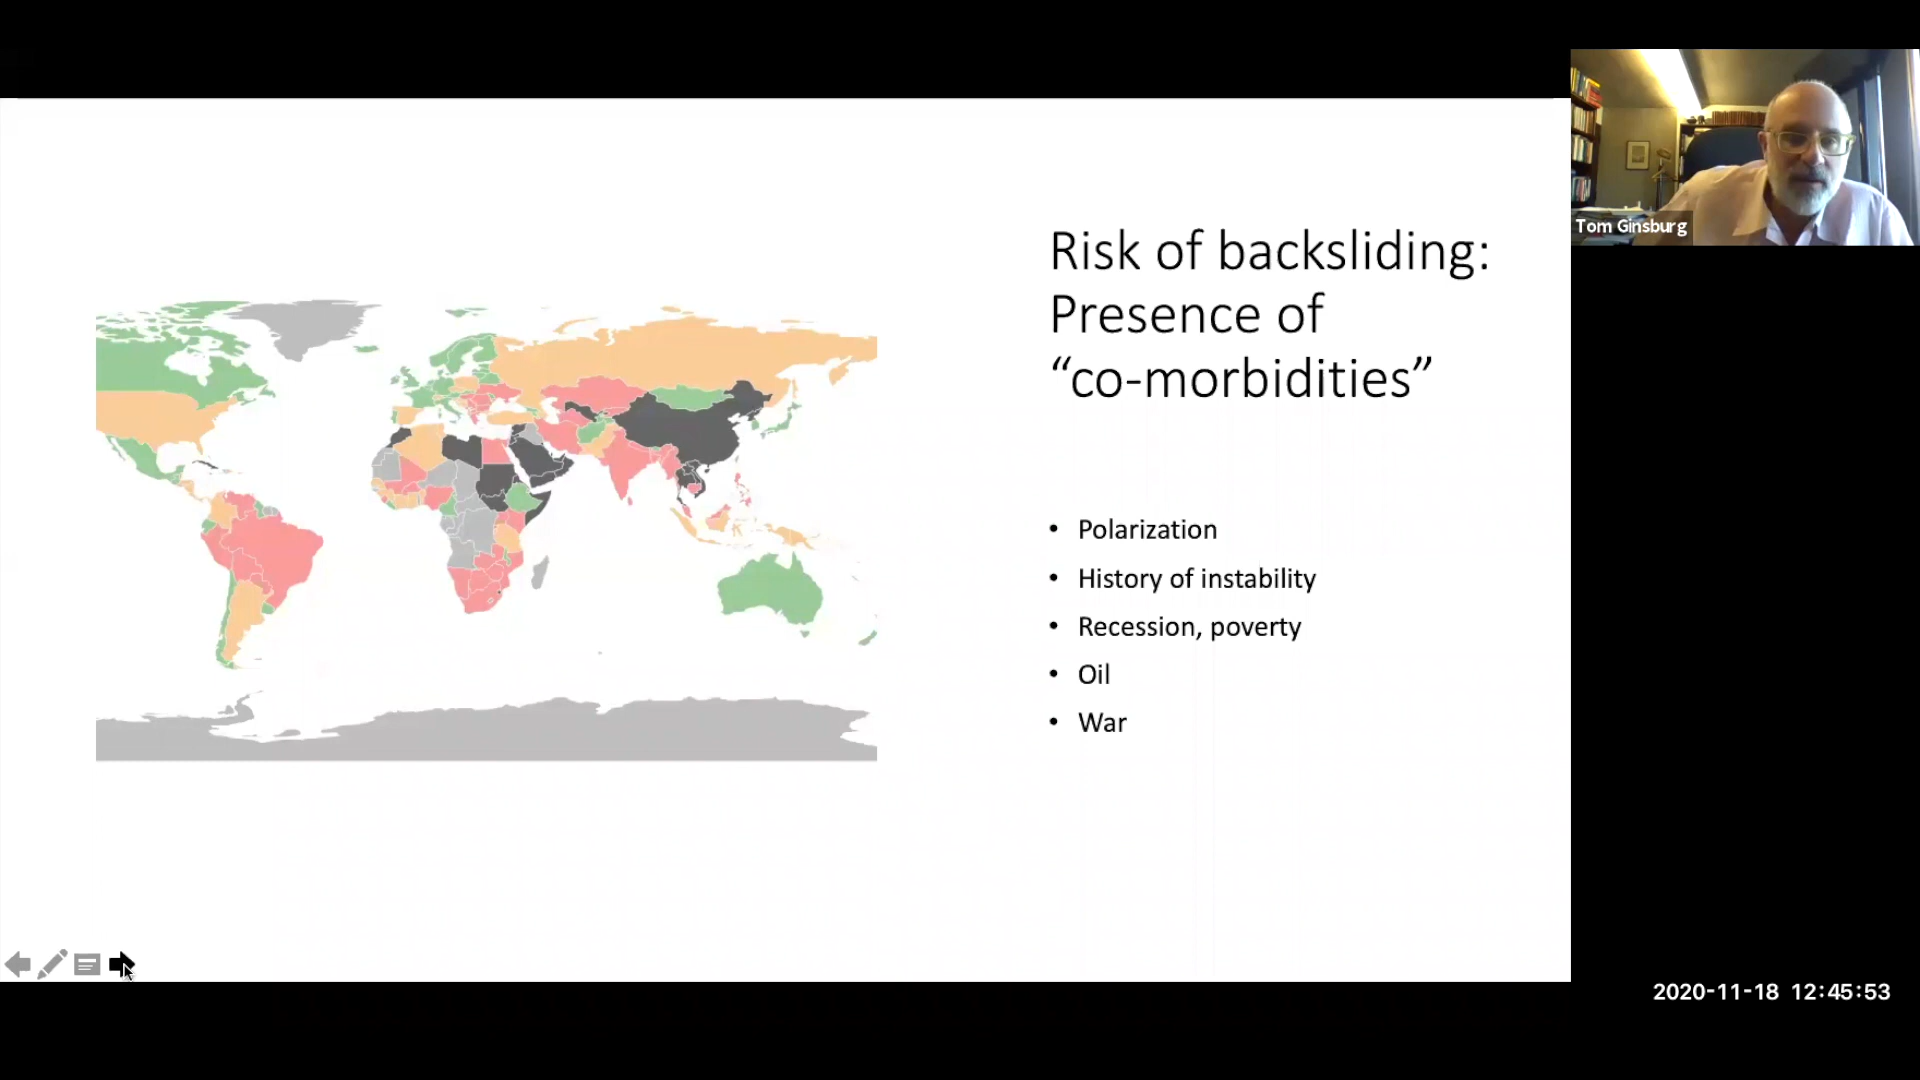 Tom Ginsburg
Risk of backsliding:
Presence of
“co-morbidities”
• Polarization
• History of instability
• Recession, poverty
• Oil
• War
2020-11-18 12:45:53